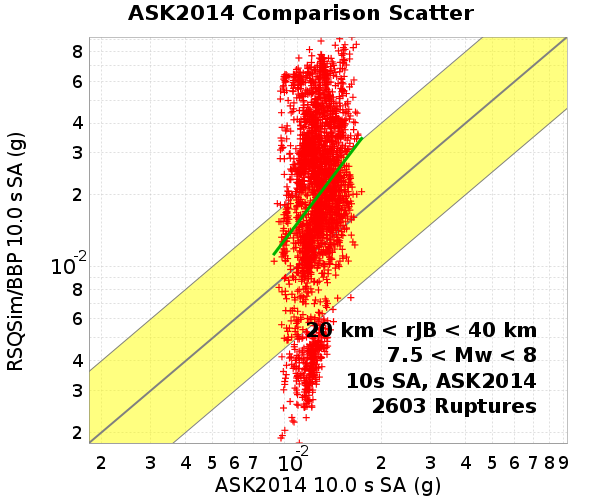 ASK2014 Comparison Scatter
RSQSim/BBP 10.0 s SA (g)
8
6
4
3
2
10-2
8
6
4
3
2
20 km < rJB < 40 km
7.5 < Mw < 8
10s SA, ASK2014
2603 Ruptures
2 3 4 5 6 7 10-2 2 3 4 5 6 7 8 9
ASK2014 10.0 s SA (g)